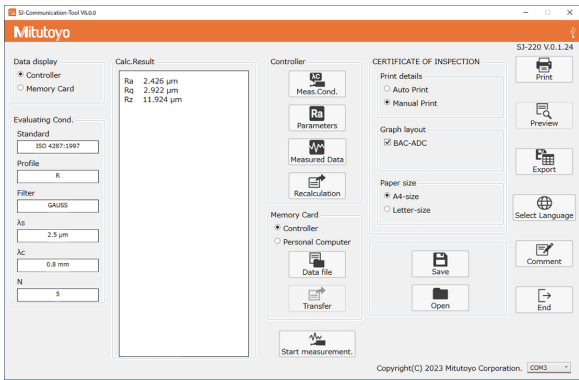 SJ-Communication-Tool V6.0.0
Mitutoyo
SJ-220 V.0.1.24
Data display
Controller
Memory Card
Evaluating Cond.
Standard
ISO 4287:1997
Profile
R
Filter
GAUSS
λs
2.5 μm
λc
0.8 mm
N
5
Calc.Result
Ra 2.426 μm
Rq 2.922 μm
Rz 11.924 μm
Controller
λC
Meas.Cond.
Ra
Parameters
Measured Data
Recalculation
Memory Card
Controller
Personal Computer
Data file
Transfer
Start measurement.
CERTIFICATE OF INSPECTION
Print details
Auto Print
Manual Print
Graph layout
BAC-ADC
Paper size
A4-size
Letter-size
Save
Open
Print
Preview
Export
Select Language
Comment
End
Copyright(C) 2023 Mitutoyo Corporation.
COM3